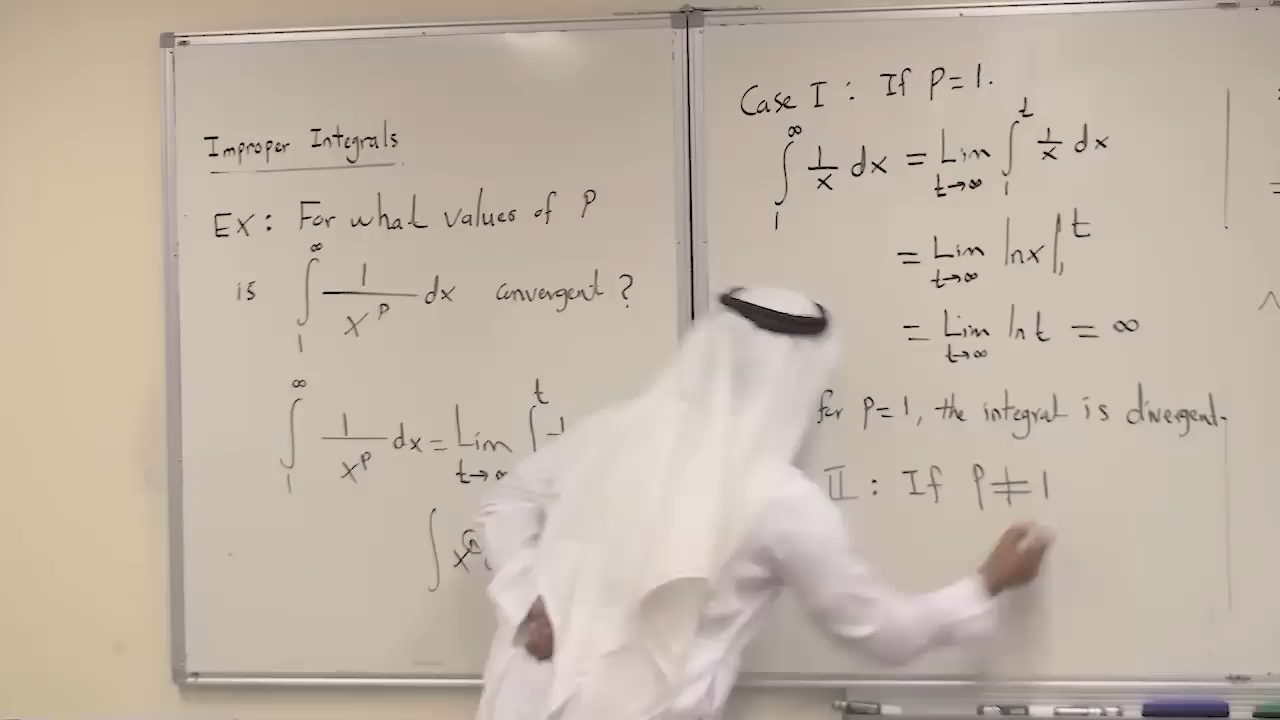 Improper Integrals
EX: For what values of P
is ∫₁^∞ 1/x^P dx convergent ?
∫₁^∞ 1/x^P dx = Lim t→∞ ∫ t 1
∫ x^n
Case I : If P=1.
∫₁^∞ 1/x dx = Lim t→∞ ∫₁^t 1/x dx
= Lim t→∞ ln x |₁^t
= Lim t→∞ ln t = ∞
for P=1, the integral is divergent.
II : If P≠1